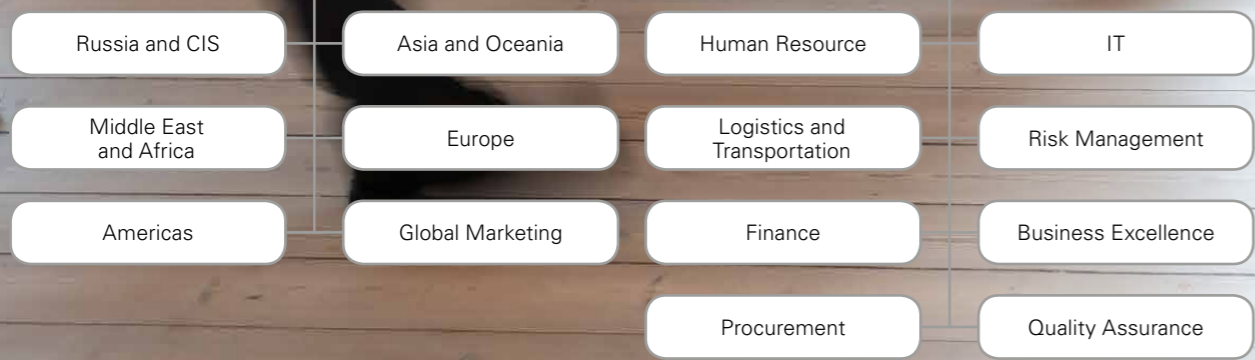 Russia and CIS
Asia and Oceania
Human Resource
IT
Middle East
and Africa
Europe
Logistics and
Transportation
Risk Management
Americas
Global Marketing
Finance
Business Excellence
Procurement
Quality Assurance